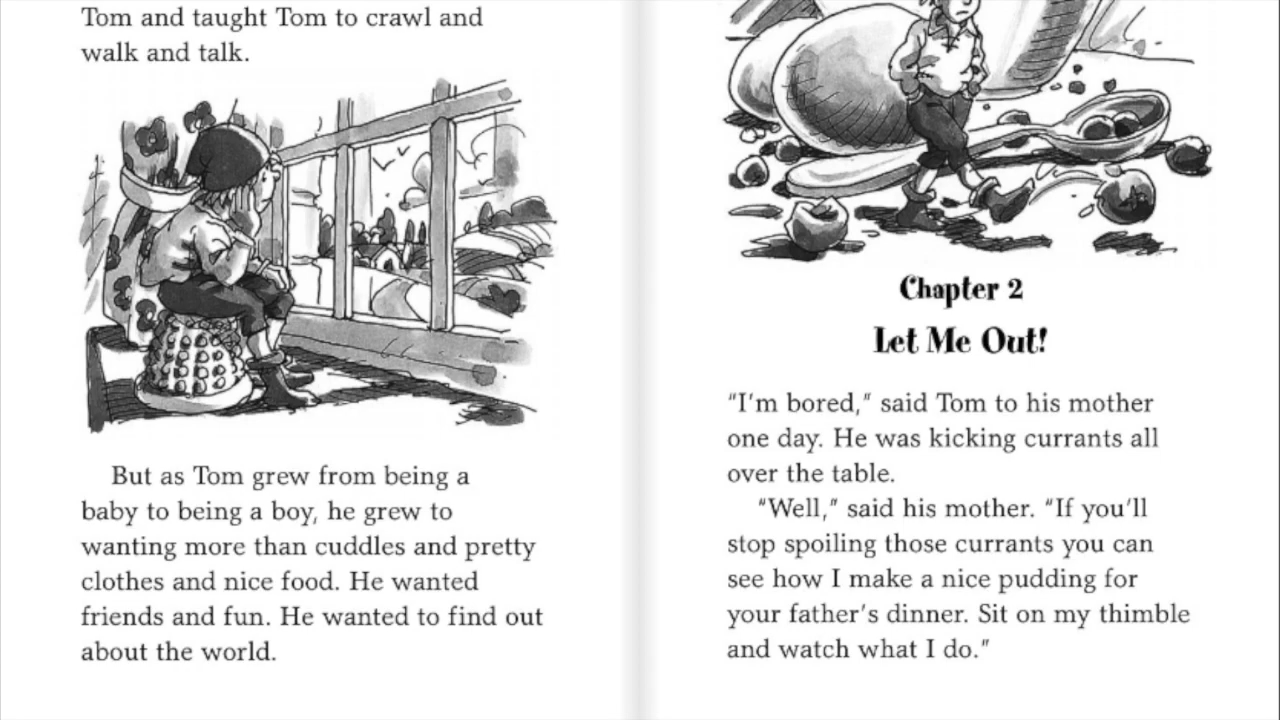 Tom and taught Tom to crawl and
walk and talk.
But as Tom grew from being a
baby to being a boy, he grew to
wanting more than cuddles and pretty
clothes and nice food. He wanted
friends and fun. He wanted to find out
about the world.
Chapter 2
Let Me Out!
"I'm bored," said Tom to his mother
one day. He was kicking currants all
over the table.
"Well," said his mother. "If you'll
stop spoiling those currants you can
see how I make a nice pudding for
your father's dinner. Sit on my thimble
and watch what I do."